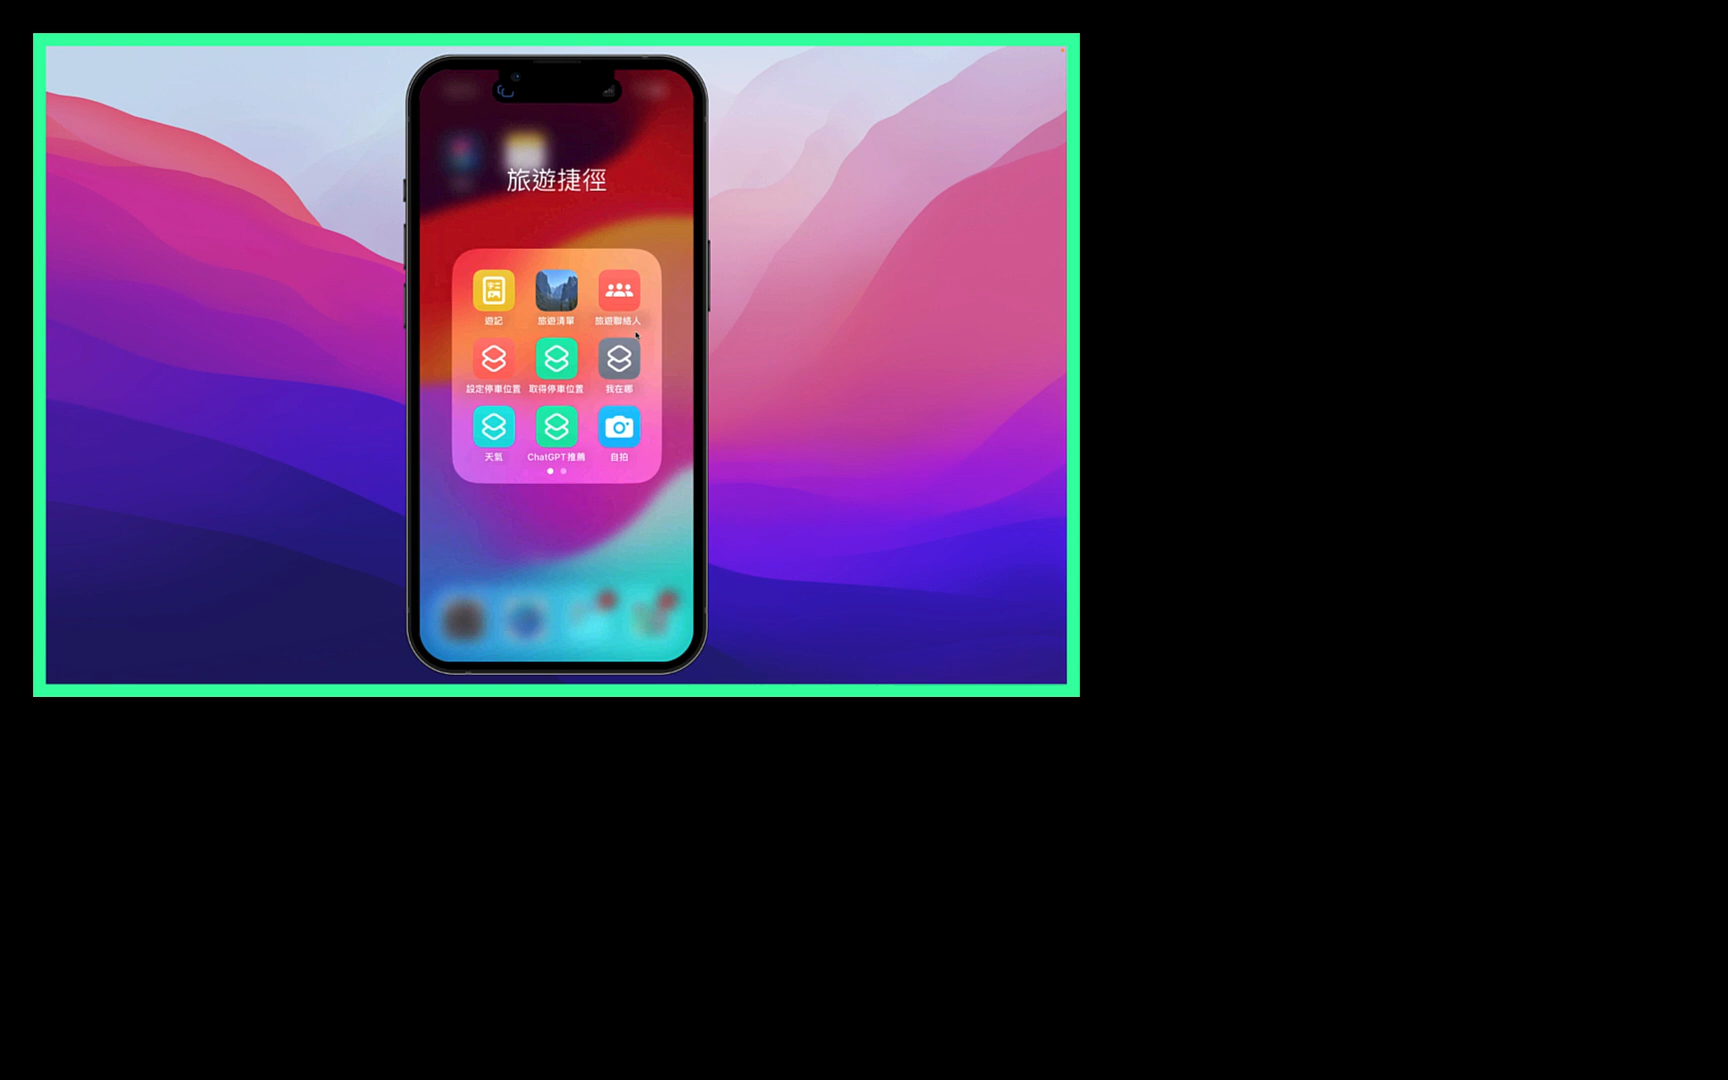 旅遊捷徑
遊記
旅遊清單
旅遊聯絡人
設定停車位置
取得停車位置
我在哪
天氣
ChatGPT推薦
自拍